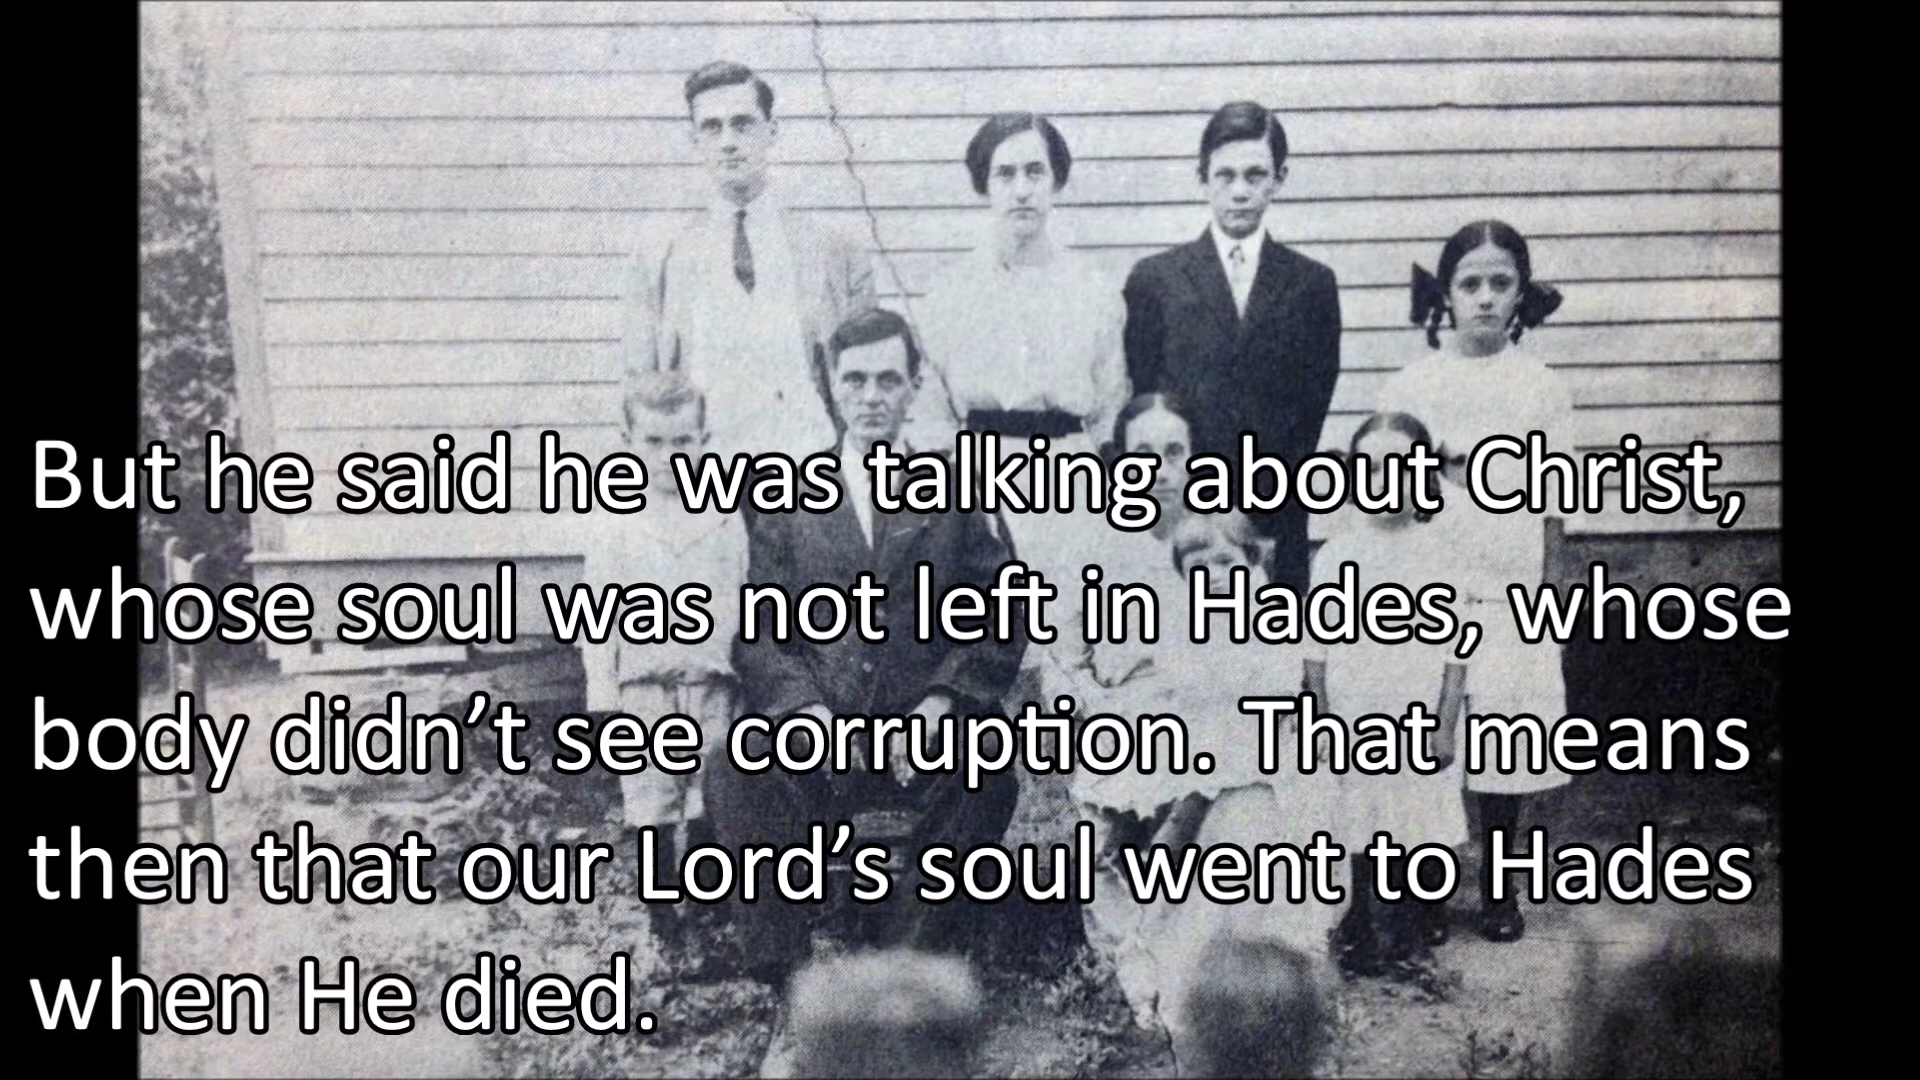 But he said he was talking about Christ,
whose soul was not left in Hades, whose
body didn’t see corruption. That means
then that our Lord’s soul went to Hades
when He died.